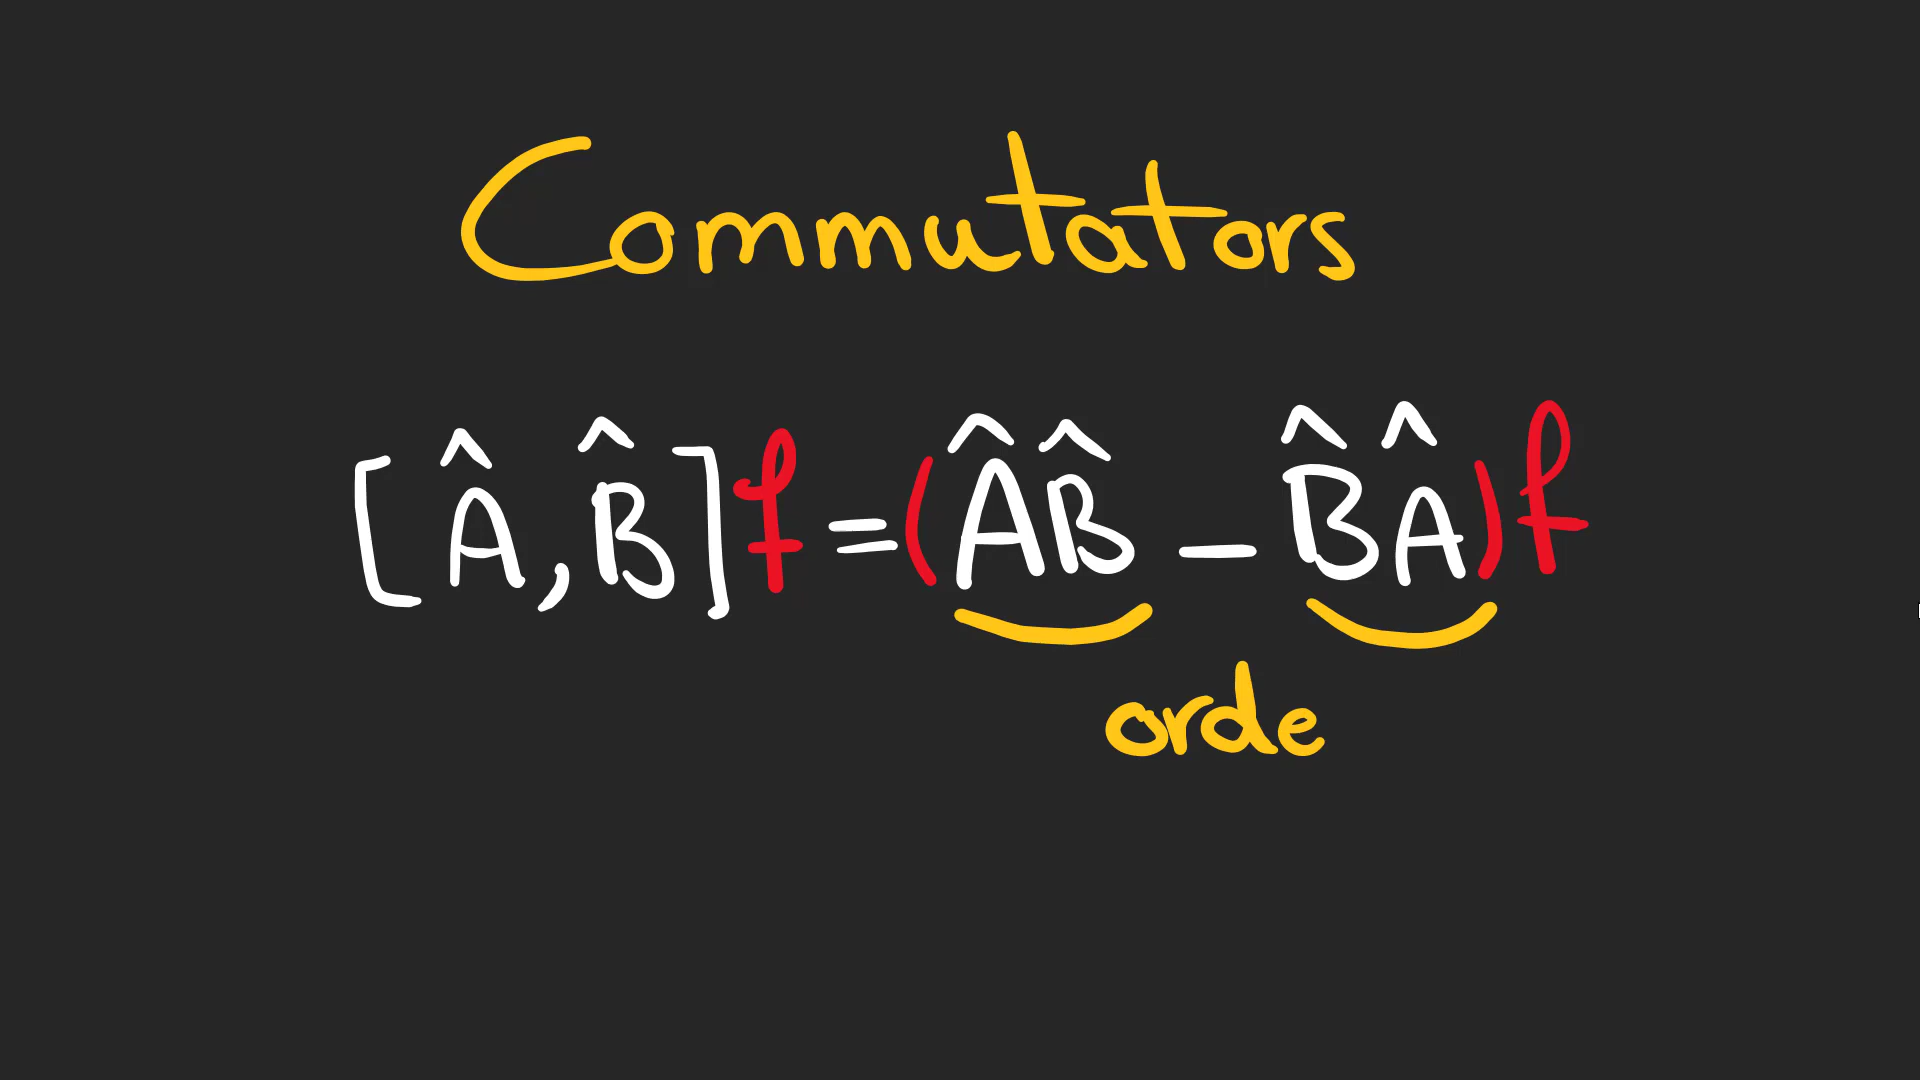 Commutators
[Â, B̂]f = (ÂB̂ − B̂Â)f
orde